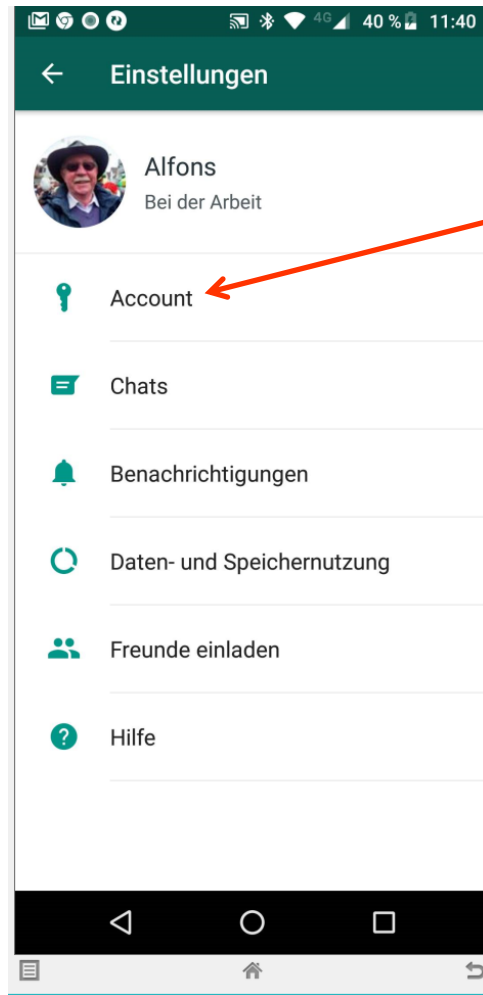 4G 40 % 11:40
Einstellungen
Alfons
Bei der Arbeit
Account
Chats
Benachrichtigungen
Daten- und Speichernutzung
Freunde einladen
Hilfe